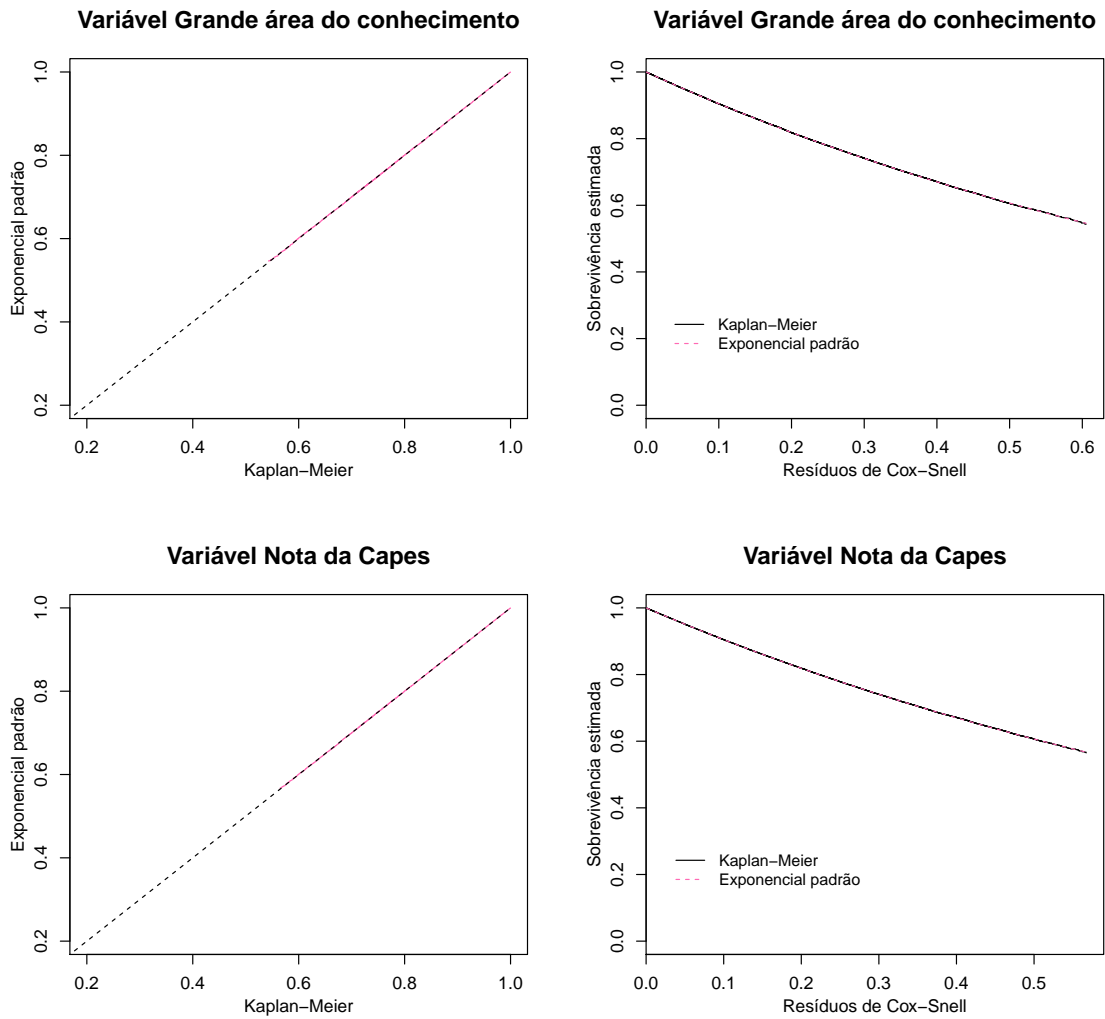 Variável Grande área do conhecimento
Exponencial padrão
1.0
0.8
0.6
0.4
0.2
0.2 0.4 0.6 0.8 1.0
Kaplan−Meier
Variável Grande área do conhecimento
Sobrevivência estimada
1.0
0.8
0.6
0.4
0.2
0.0
Kaplan−Meier
Exponencial padrão
0.0 0.1 0.2 0.3 0.4 0.5 0.6
Resíduos de Cox−Snell
Variável Nota da Capes
Exponencial padrão
1.0
0.8
0.6
0.4
0.2
0.2 0.4 0.6 0.8 1.0
Kaplan−Meier
Variável Nota da Capes
Sobrevivência estimada
1.0
0.8
0.6
0.4
0.2
0.0
Kaplan−Meier
Exponencial padrão
0.0 0.1 0.2 0.3 0.4 0.5
Resíduos de Cox−Snell